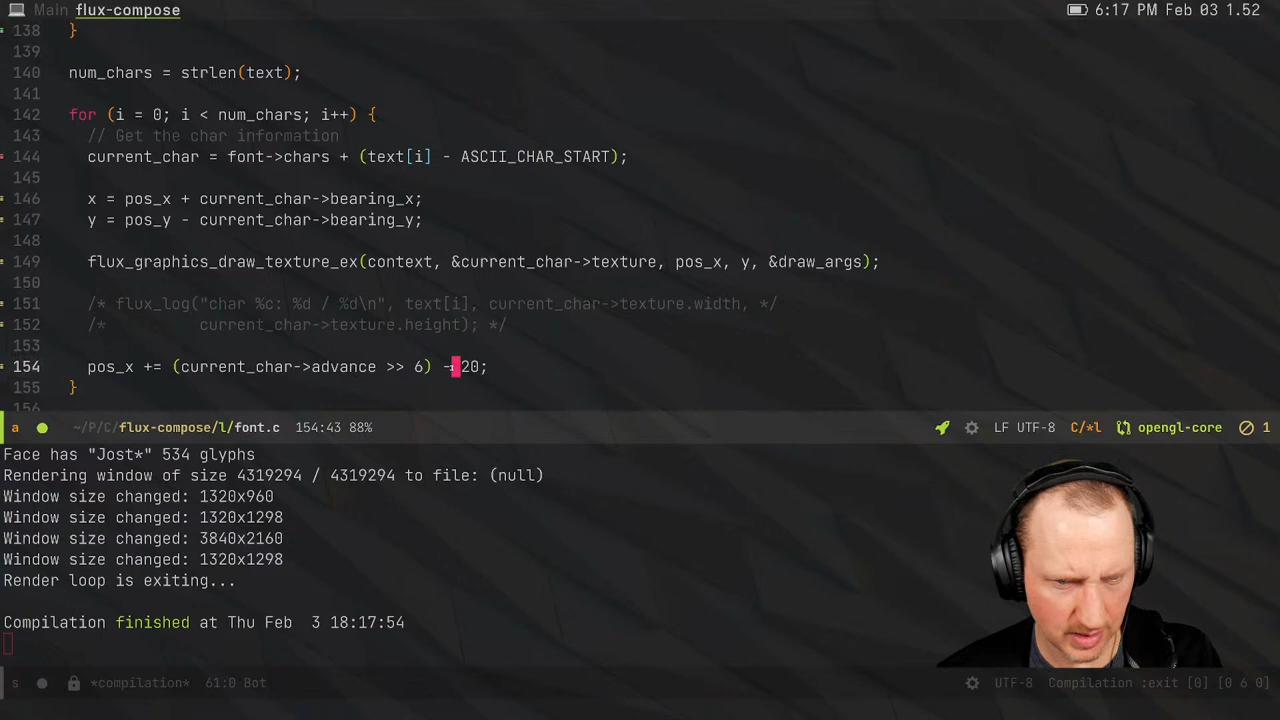 Main flux-compose 6:17 PM Feb 03 1.52
138 }
139
140 num_chars = strlen(text);
141
142 for (i = 0; i < num_chars; i++) {
143 // Get the char information
144 current_char = font->chars + (text[i] - ASCII_CHAR_START);
145
146 x = pos_x + current_char->bearing_x;
147 y = pos_y - current_char->bearing_y;
148
149 flux_graphics_draw_texture_ex(context, &current_char->texture, pos_x, y, &draw_args);
150
151 /* flux_log("char %c: %d / %d\n", text[i], current_char->texture.width, */
152 /* current_char->texture.height); */
153
154 pos_x += (current_char->advance >> 6) - 20;
155 }
156
a ~/P/C/flux-compose/l/font.c 154:43 88% LF UTF-8 C/*l opengl-core 1
Face has "Jost*" 534 glyphs
Rendering window of size 4319294 / 4319294 to file: (null)
Window size changed: 1320x960
Window size changed: 1320x1298
Window size changed: 3840x2160
Window size changed: 1320x1298
Render loop is exiting...
Compilation finished at Thu Feb 3 18:17:54
s *compilation* 61:0 Bot UTF-8 Compilation :exit [0] [0 6 0]